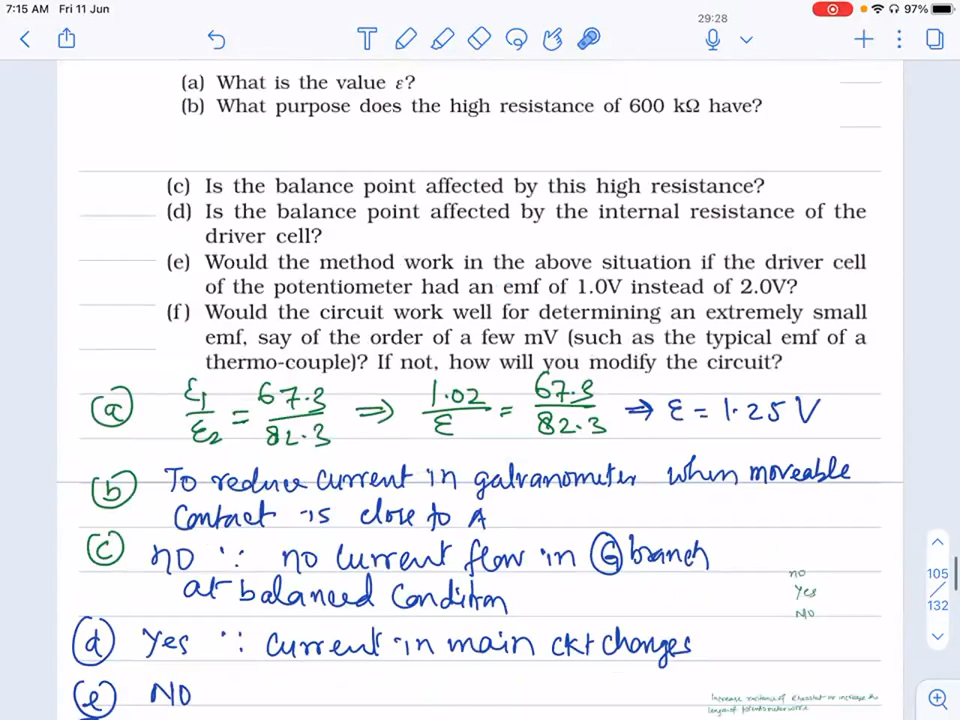 7:15 AM Fri 11 Jun
97%
29:28
(a) What is the value ε?
(b) What purpose does the high resistance of 600 kΩ have?
(c) Is the balance point affected by this high resistance?
(d) Is the balance point affected by the internal resistance of the
driver cell?
(e) Would the method work in the above situation if the driver cell
of the potentiometer had an emf of 1.0V instead of 2.0V?
(f) Would the circuit work well for determining an extremely small
emf, say of the order of a few mV (such as the typical emf of a
thermo-couple)? If not, how will you modify the circuit?
(a) ε1/ε2 = 67.3/82.3 ⇒ 1.02/ε = 67.3/82.3 ⇒ ε = 1.25 V
(b) To reduce current in galvanometer when moveable
contact is close to A
(c) no ∵ no current flow in G branch
at balanced condition
no
Yes
NO
(d) Yes ∵ current in main ckt changes
(e) NO
length of potentiometer wire
105
/
132